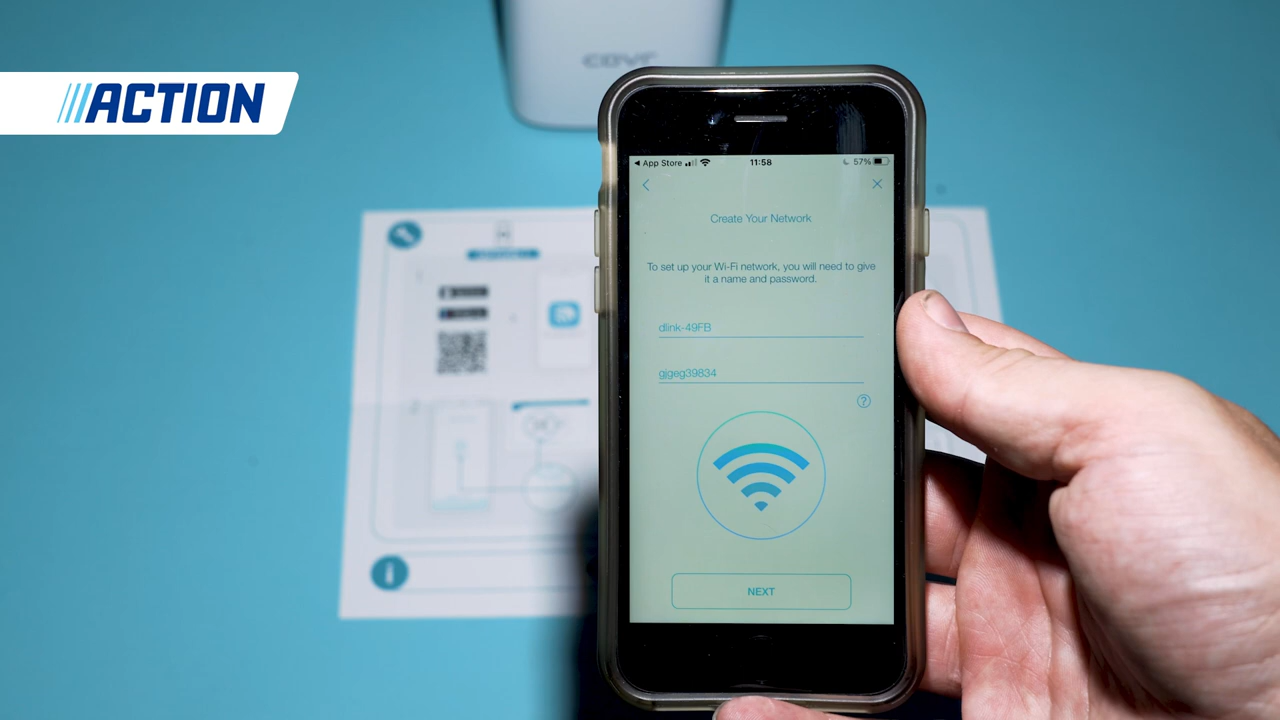 ACTION
COVR
App Store
11:58
57%
Create Your Network
To set up your Wi-Fi network, you will need to give
it a name and password.
dlink-49FB
gjgeg39834
?
NEXT